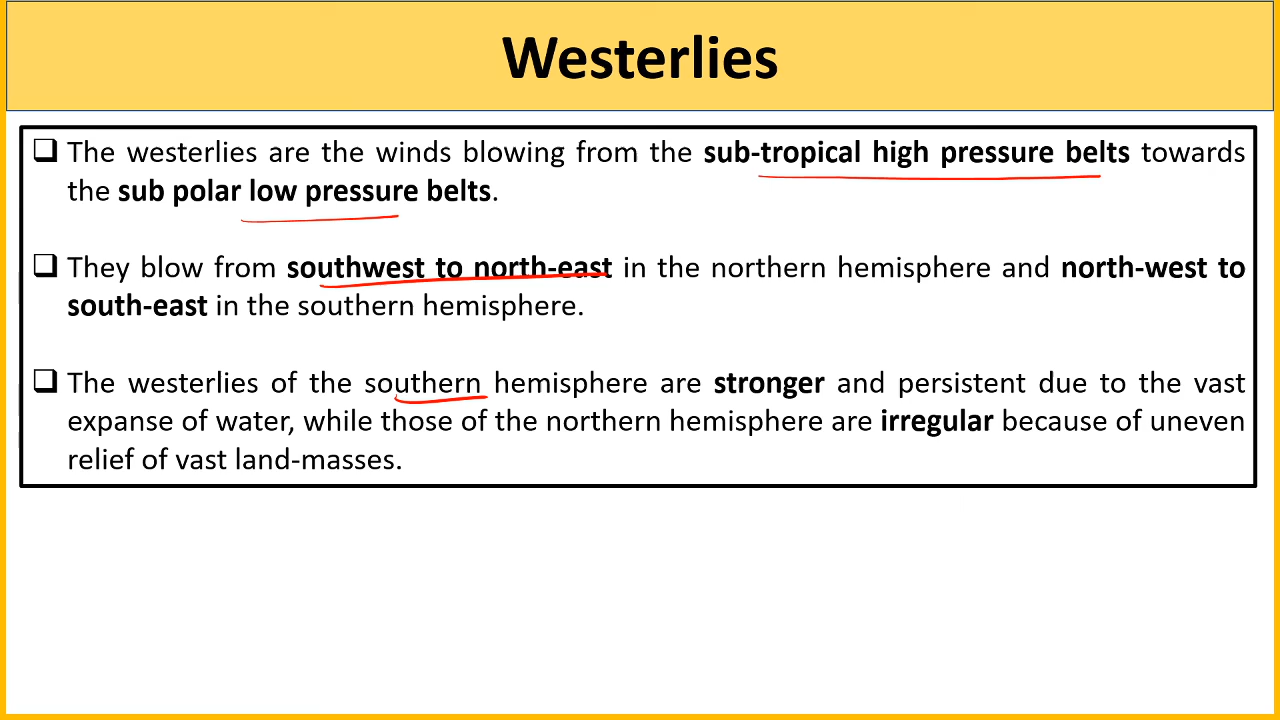 Westerlies
The westerlies are the winds blowing from the sub-tropical high pressure belts towards
the sub polar low pressure belts.
They blow from southwest to north-east in the northern hemisphere and north-west to
south-east in the southern hemisphere.
The westerlies of the southern hemisphere are stronger and persistent due to the vast
expanse of water, while those of the northern hemisphere are irregular because of uneven
relief of vast land-masses.